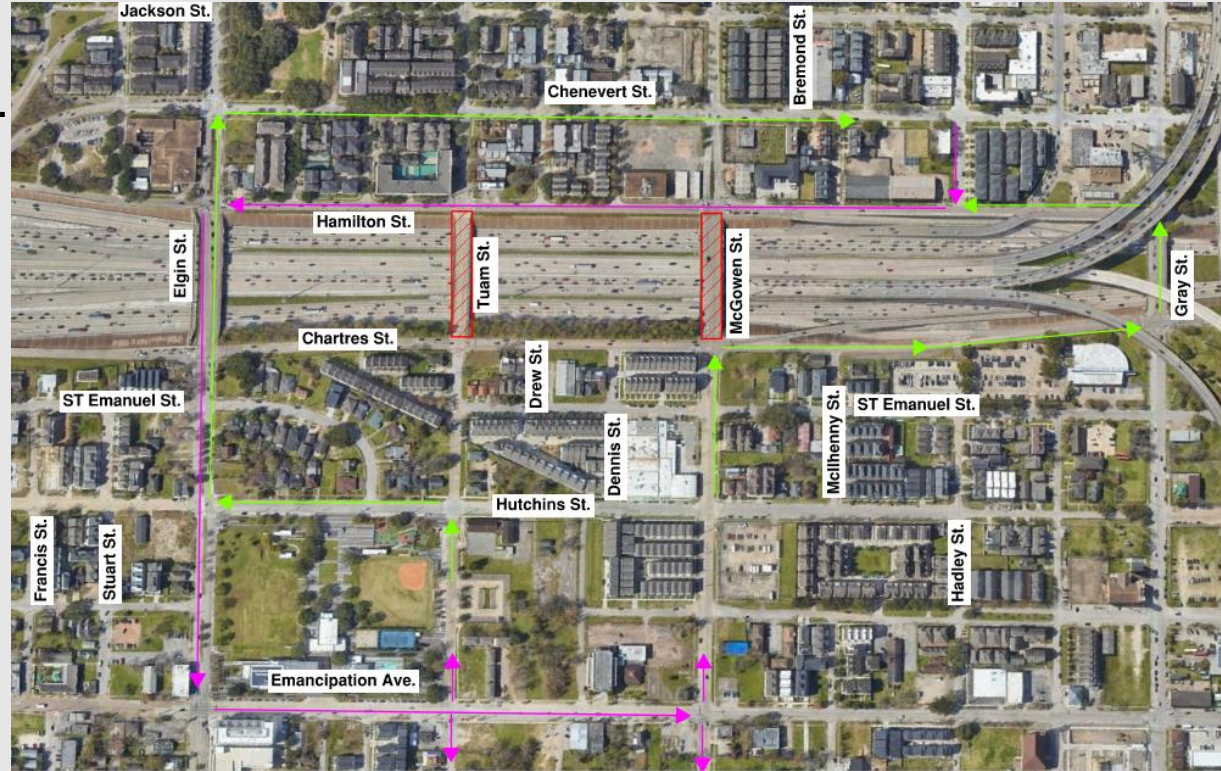 Jackson St.
Bremond St.
Chenevert St.
Hamilton St.
Elgin St.
Tuam St.
McGowen St.
Gray St.
Chartres St.
Drew St.
ST Emanuel St.
ST Emanuel St.
McIlhenny St.
Dennis St.
Hutchins St.
Francis St.
Stuart St.
Hadley St.
Emancipation Ave.